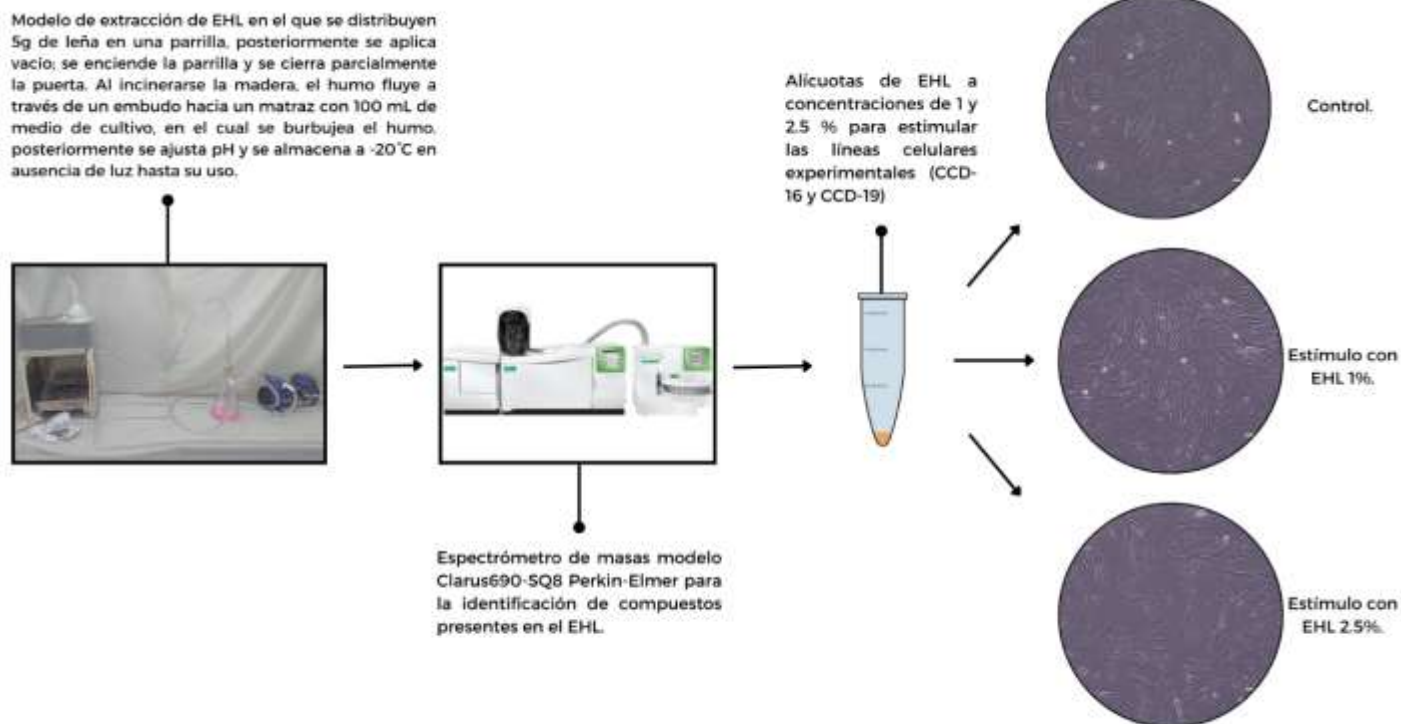 Modelo de extracción de EHL en el que se distribuyen
5g de leña en una parrilla, posteriormente se aplica
vacío; se enciende la parrilla y se cierra parcialmente
la puerta. Al incinerarse la madera, el humo fluye a
través de un embudo hacia un matraz con 100 mL de
medio de cultivo, en el cual se burbujea el humo,
posteriormente se ajusta pH y se almacena a -20°C en
ausencia de luz hasta su uso.
Alícuotas de EHL a
concentraciones de 1 y
2.5 % para estimular
las líneas celulares
experimentales (CCD-
16 y CCD-19)
Control.
Estímulo con
EHL 1%.
Estímulo con
EHL 2.5%.
Espectrómetro de masas modelo
Clarus690-SQ8 Perkin-Elmer para
la identificación de compuestos
presentes en el EHL.